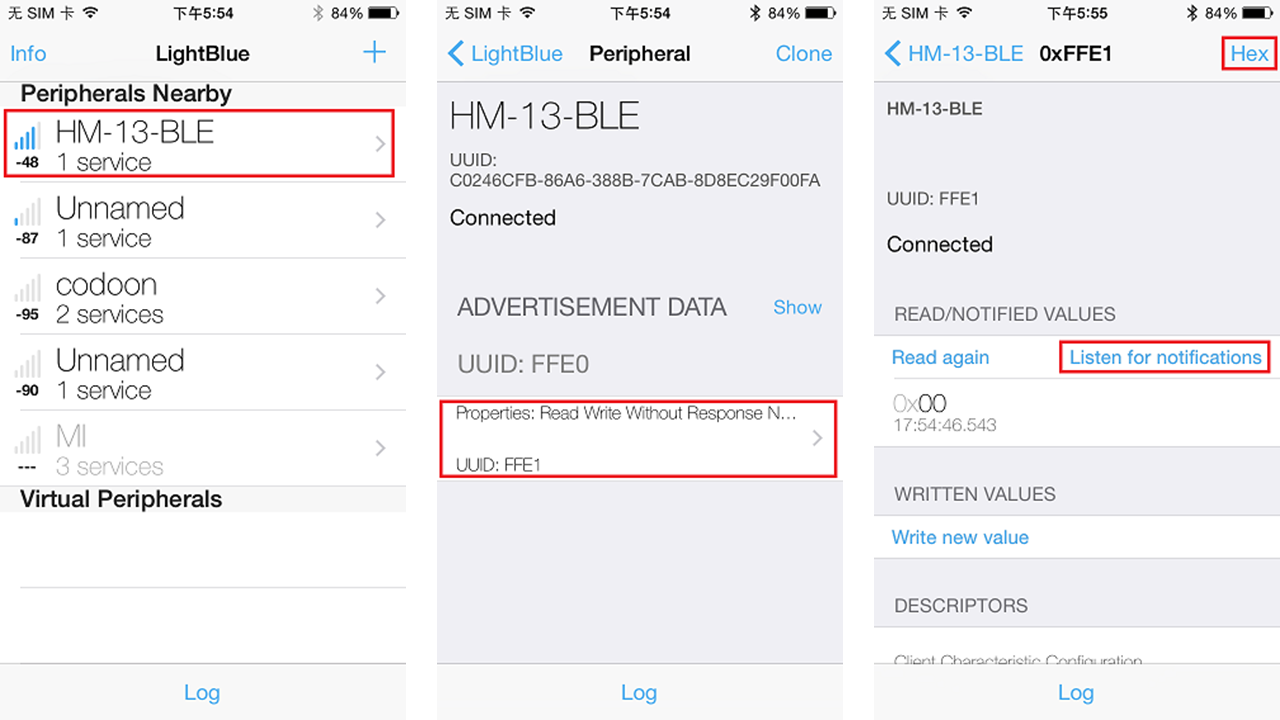 无 SIM 卡 下午5:54 84%
Info LightBlue +
Peripherals Nearby
HM-13-BLE
-48 1 service
Unnamed
-87 1 service
codoon
-95 2 services
Unnamed
-90 1 service
MI
--- 3 services
Virtual Peripherals
Log
无 SIM 卡 下午5:54 84%
LightBlue Peripheral Clone
HM-13-BLE
UUID:
C0246CFB-86A6-388B-7CAB-8D8EC29F00FA
Connected
ADVERTISEMENT DATA Show
UUID: FFE0
Properties: Read Write Without Response N...
UUID: FFE1
Log
无 SIM 卡 下午5:55 84%
HM-13-BLE 0xFFE1 Hex
HM-13-BLE
UUID: FFE1
Connected
READ/NOTIFIED VALUES
Read again Listen for notifications
0x00
17:54:46.543
WRITTEN VALUES
Write new value
DESCRIPTORS
Client Characteristic Configuration
Log